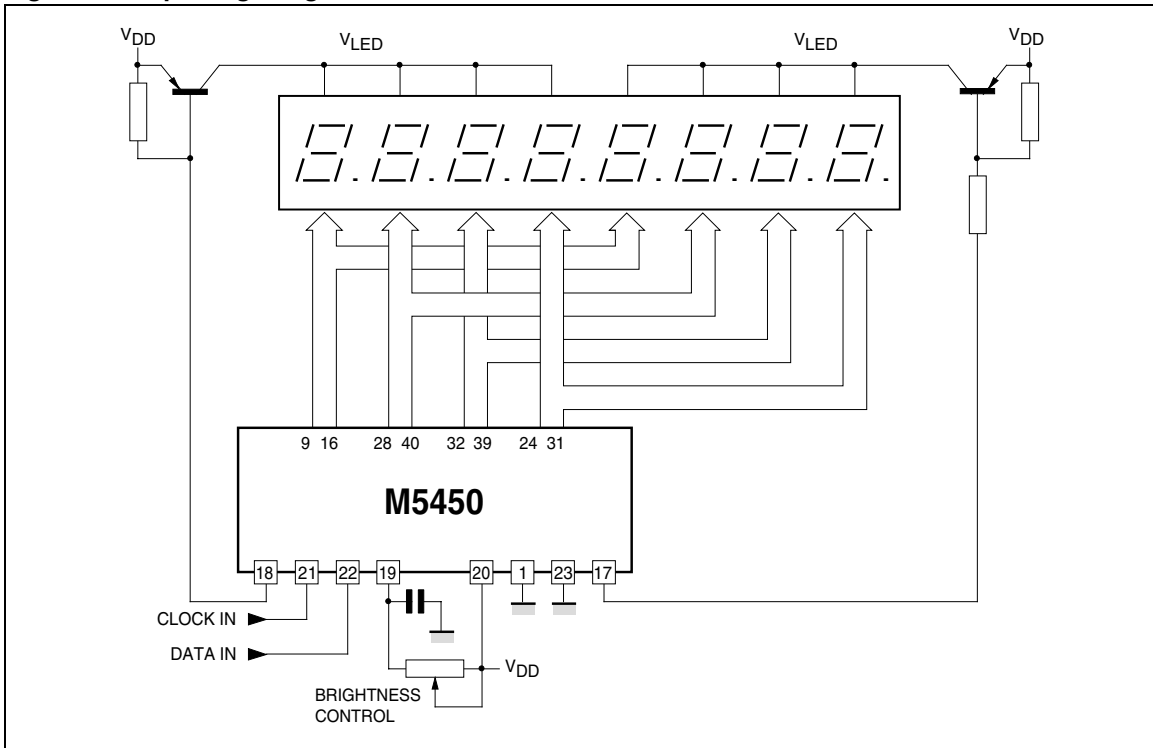 VDD
VLED
VLED
VDD
9 16 28 40 32 39 24 31
M5450
18 21 22 19 20 1 23 17
CLOCK IN
DATA IN
VDD
BRIGHTNESS
CONTROL